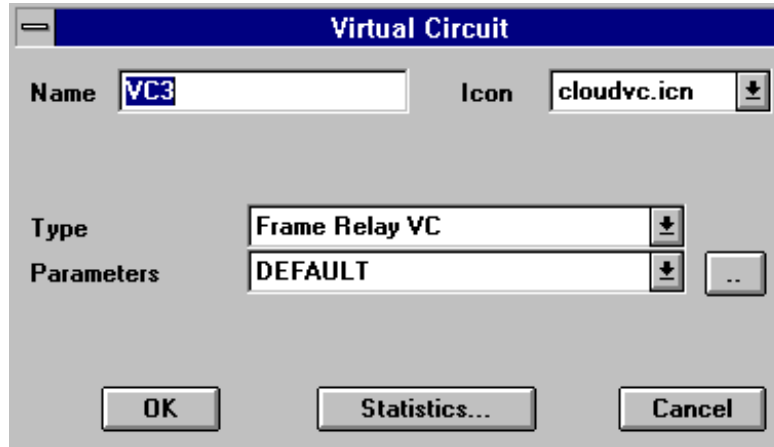 Virtual Circuit
Name VC3 Icon cloudvc.icn
Type Frame Relay VC
Parameters DEFAULT ..
OK Statistics... Cancel